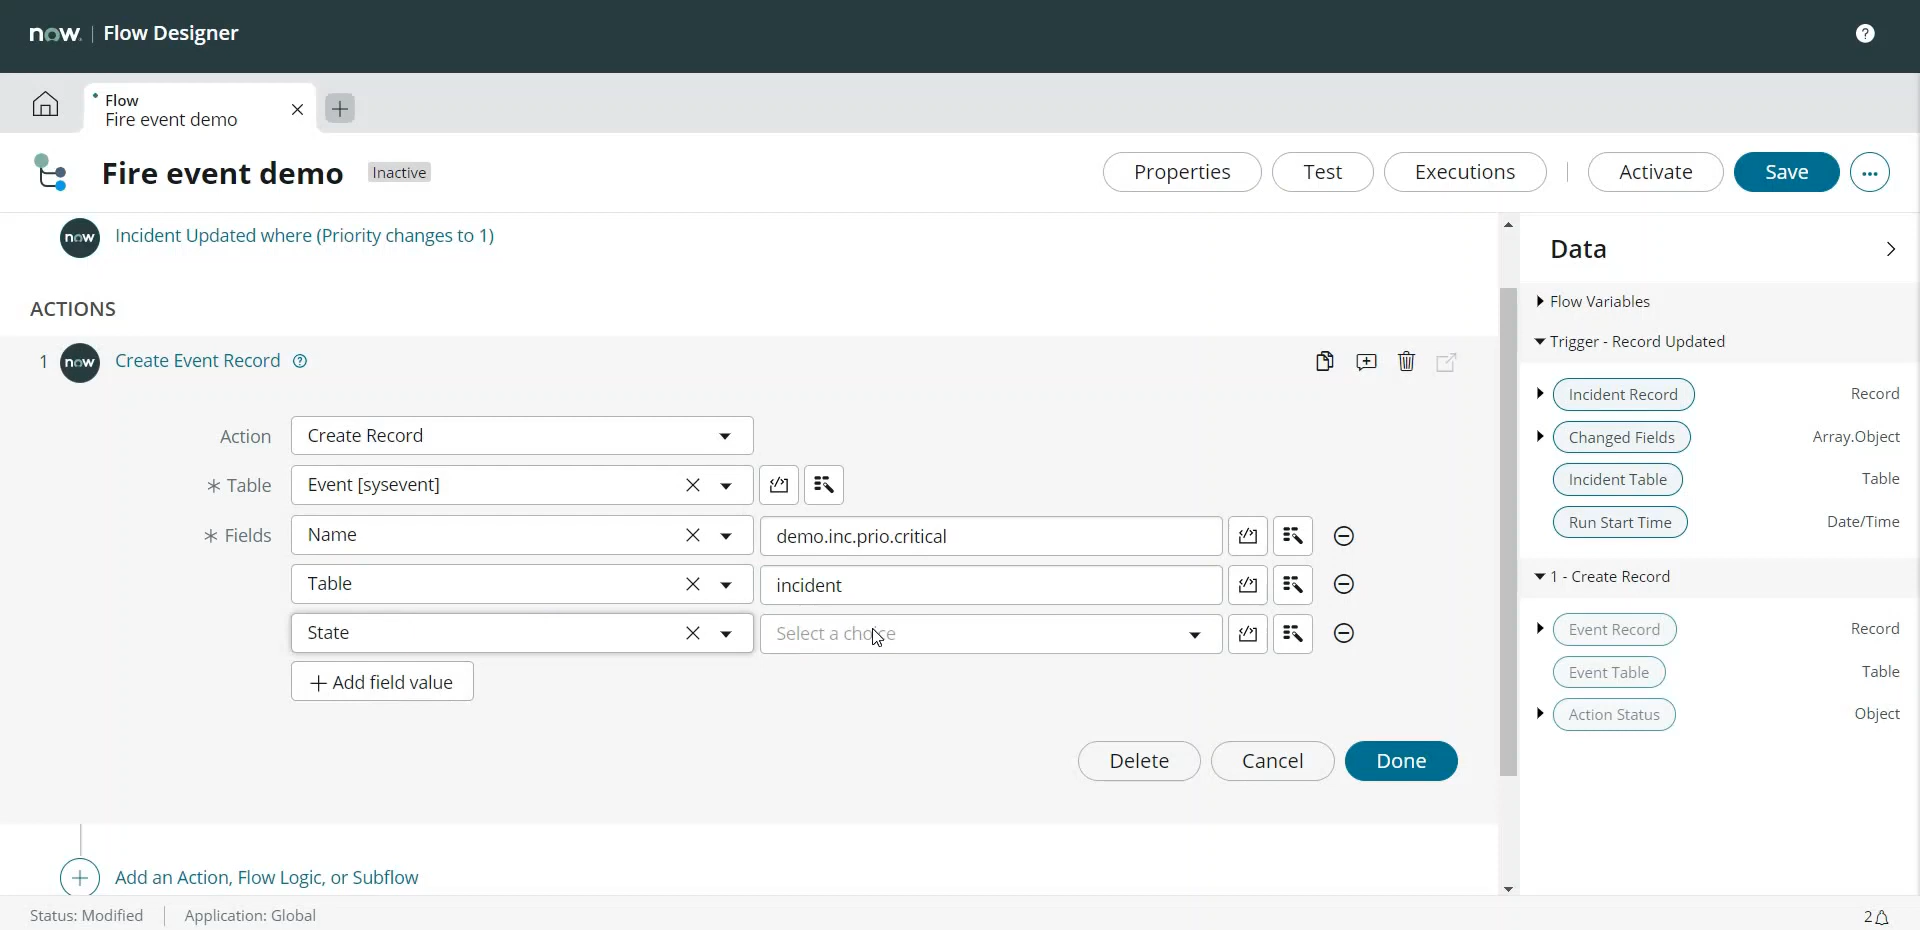 now. | Flow Designer
?
Flow
Fire event demo
Fire event demo
Inactive
Properties
Test
Executions
Activate
Save
...
now
Incident Updated where (Priority changes to 1)
ACTIONS
1
now
Create Event Record
?
Action
Create Record
* Table
Event [sysevent]
* Fields
Name
demo.inc.prio.critical
Table
incident
State
Select a choice
+ Add field value
Delete
Cancel
Done
+
Add an Action, Flow Logic, or Subflow
Data
Flow Variables
Trigger - Record Updated
Incident Record
Record
Changed Fields
Array.Object
Incident Table
Table
Run Start Time
Date/Time
1 - Create Record
Event Record
Record
Event Table
Table
Action Status
Object
Status: Modified
Application: Global
2